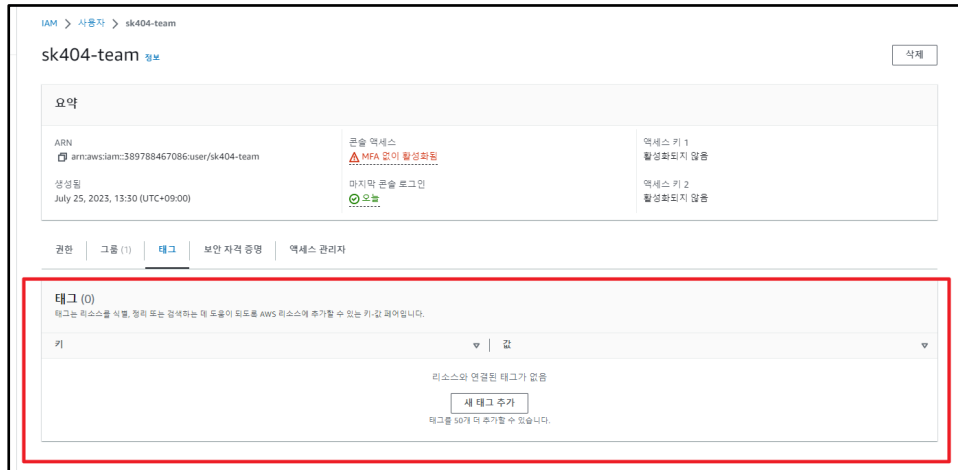 IAM > 사용자 > sk404-team
sk404-team 정보
삭제
요약
ARN
arn:aws:iam::389788467086:user/sk404-team
콘솔 액세스
MFA 없이 활성화됨
액세스 키 1
활성화되지 않음
생성됨
July 25, 2023, 13:30 (UTC+09:00)
마지막 콘솔 로그인
오늘
액세스 키 2
활성화되지 않음
권한 그룹 (1) 태그 보안 자격 증명 액세스 관리자
태그 (0)
태그는 리소스를 식별, 정리 또는 검색하는 데 도움이 되도록 AWS 리소스에 추가할 수 있는 키-값 페어입니다.
키 값
리소스와 연결된 태그가 없음
새 태그 추가
태그를 50개 더 추가할 수 있습니다.